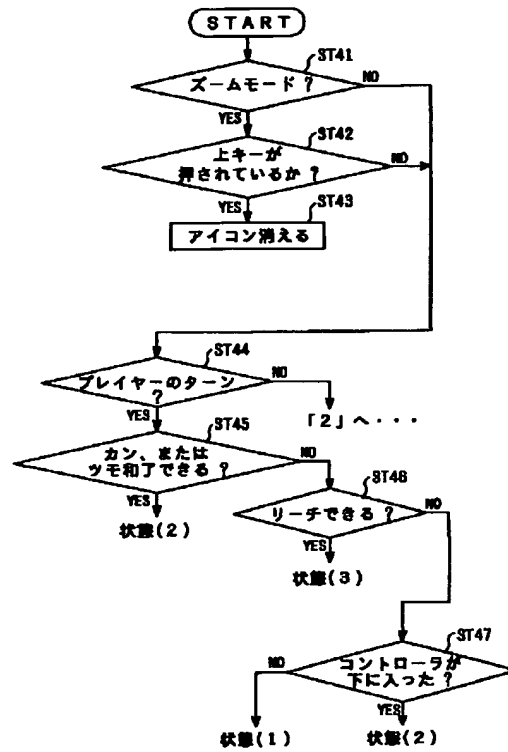 START
ST41
ズームモード ?
NO
YES
ST42
上キーが
押されているか ?
NO
YES
ST43
アイコン消える
ST44
プレイヤーのターン
?
NO
YES
「2」へ・・・
ST45
カン、または
ツモ和了できる ?
NO
YES
状態(2)
ST46
リーチできる ?
NO
YES
状態(3)
ST47
コントローラが
下に入った ?
NO
YES
状態(1)
状態(2)